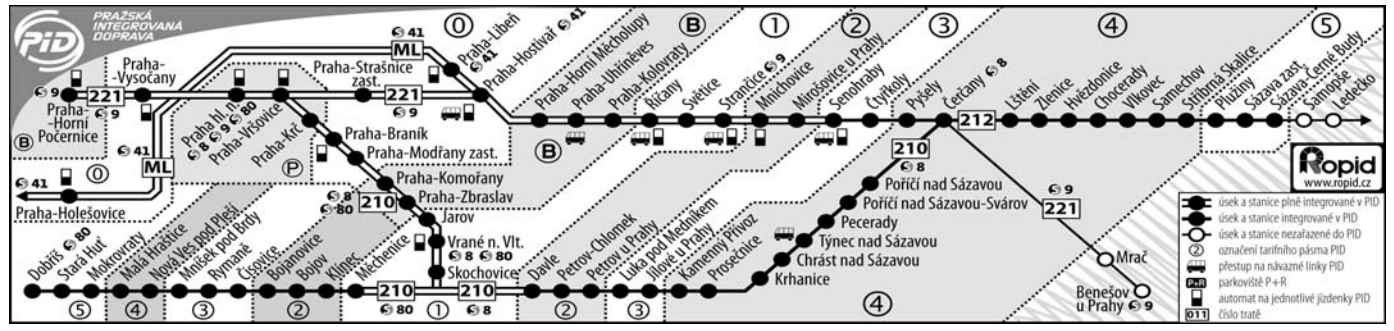 PID
PRAŽSKÁ
INTEGROVANÁ
DOPRAVA
0
B
1
2
3
4
5
S 41
ML
Praha-Libeň
S 41
Praha-Hostivař S 41
Praha-
-Vysočany
Praha-Strašnice
zast.
S 9
221
S 9
221
S 9
Praha-
-Horní
Počernice
B
Praha hl. n.
S 8 S 9 S 80
Praha-Vršovice
Praha-Krč
P
S 41
ML
0
S 41
Praha-Holešovice
Praha-Horní Měcholupy
Praha-Uhříněves
Praha-Kolovraty
Říčany
Světice
Strančice S 9
Mnichovice
Mirošovice u Prahy
Senohraby
Čtyřkoly
Pyšely
Čerčany S 8
212
Lštění
Zlenice
Hvězdonice
Chocerady
Vlkovec
Samechov
Stříbrná Skalice
Plužiny
Sázava zast.
Sázava-Černé Budy
Samopše
Ledečko
B
Praha-Braník
Praha-Modřany zast.
Praha-Komořany
Praha-Zbraslav
S 8
S 80
210
Jarov
Vrané n. Vlt.
S 8 S 80
Skochovice
210
S 8
Poříčí nad Sázavou
Poříčí nad Sázavou-Svárov
Pecerady
Týnec nad Sázavou
Chrást nad Sázavou
Krhanice
S 9
221
Mrač
Benešov
u Prahy S 9
Dobříš S 80
Stará Huť
Mokrovraty
Malá Hraštice
Nová Ves pod Pleší
Mníšek pod Brdy
Rymaně
Čisovice
Bojanovice
Bojov
Klínec
Měchenice
210
S 80
210
S 8
Davle
Petrov-Chlomek
Petrov u Prahy
Luka pod Medníkem
Jílové u Prahy
Kamenný Přívoz
Prosečnice
5
4
3
2
1
2
3
4
Ropid
www.ropid.cz
úsek a stanice plně integrované v PID
úsek a stanice integrované v PID
úsek a stanice nezařazené do PID
2 označení tarifního pásma PID
přestup na návazné linky PID
P+R parkoviště P+R
automat na jednotlivé jízdenky PID
011 číslo tratě